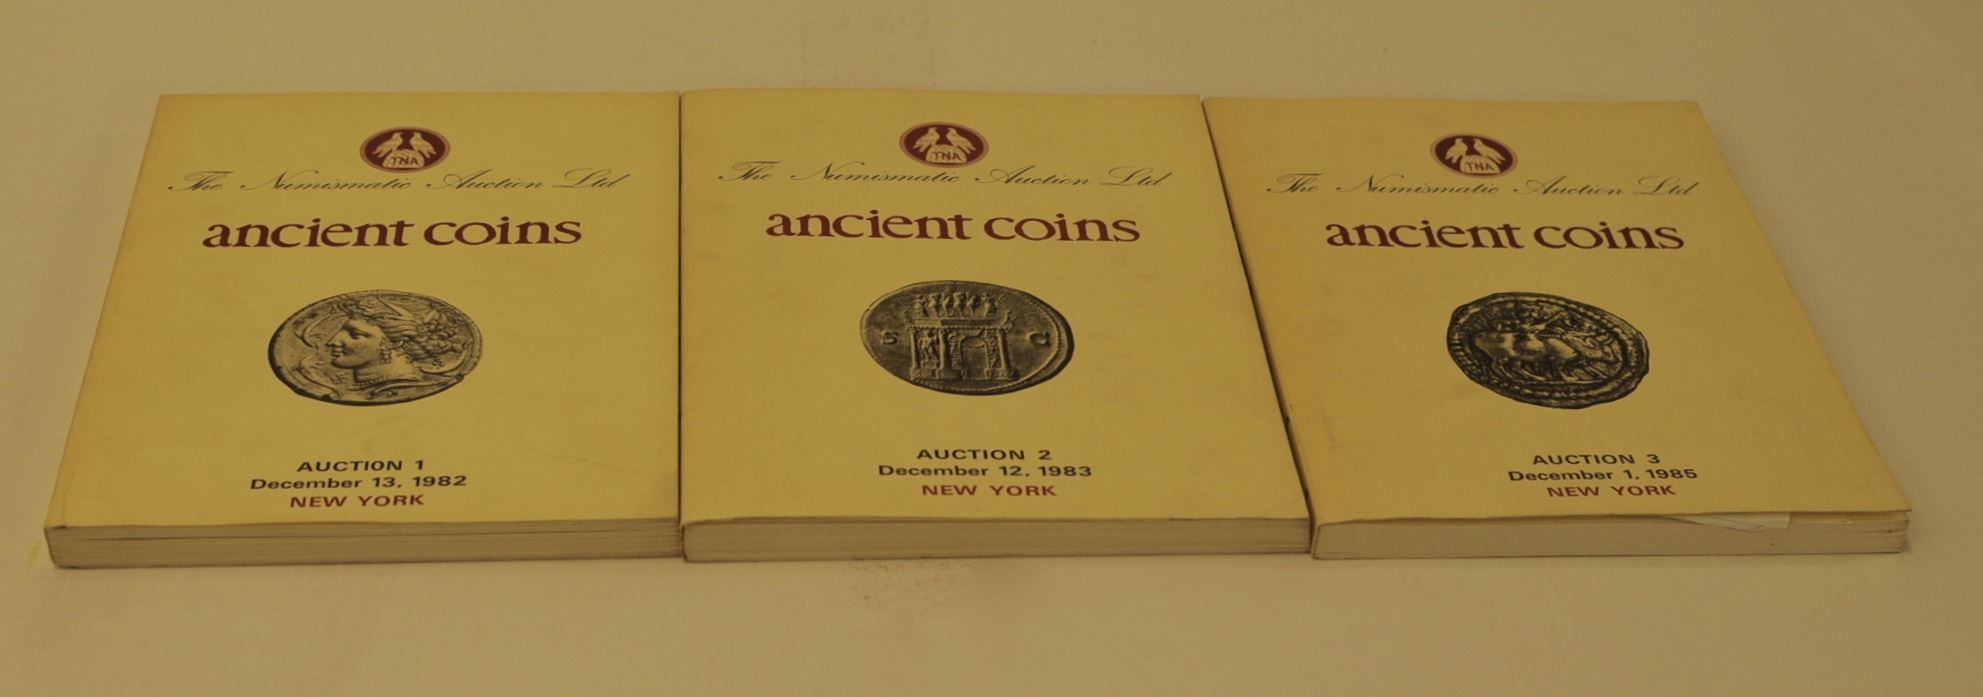 TNA
The Numismatic Auction Ltd
ancient coins
AUCTION 1
December 13, 1982
NEW YORK
TNA
The Numismatic Auction Ltd
ancient coins
S C
AUCTION 2
December 12, 1983
NEW YORK
TNA
The Numismatic Auction Ltd
ancient coins
AUCTION 3
December 1, 1985
NEW YORK